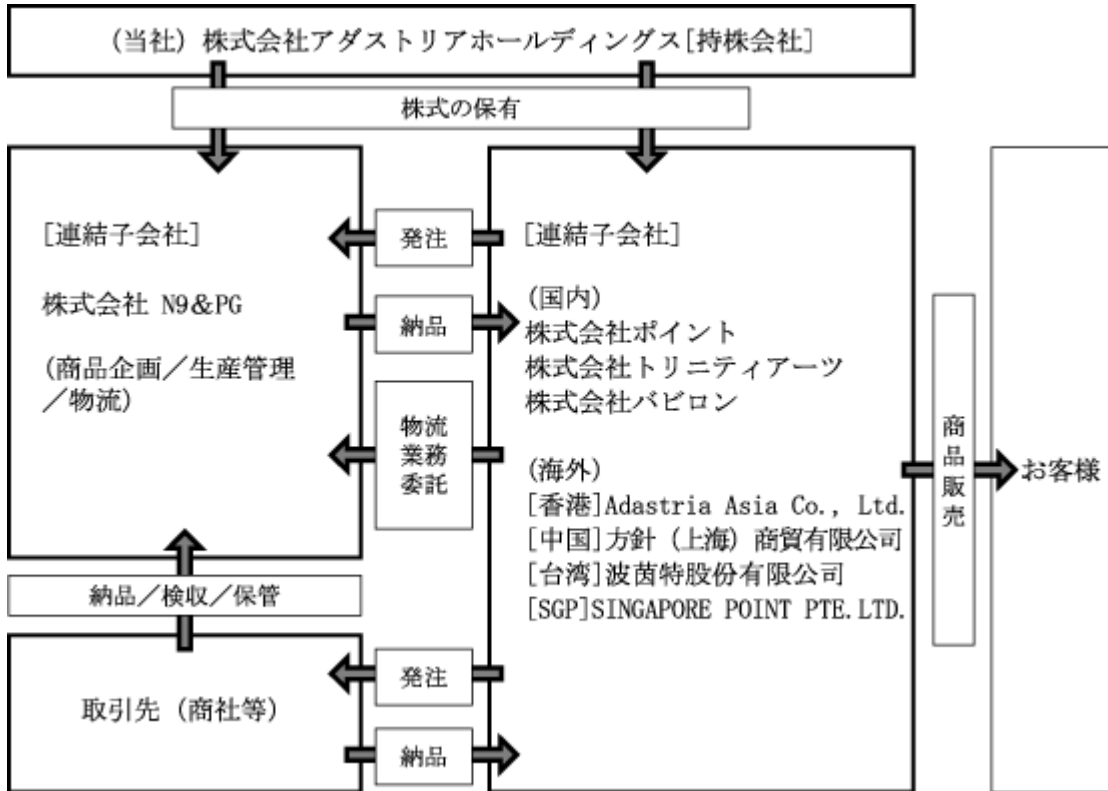 (当社) 株式会社アダストリアホールディングス[持株会社]
株式の保有
[連結子会社]
株式会社 N9&PG
(商品企画/生産管理
/物流)
発注
納品
物流
業務
委託
[連結子会社]
(国内)
株式会社ポイント
株式会社トリニティアーツ
株式会社バビロン
(海外)
[香港]Adastria Asia Co., Ltd.
[中国]方針(上海)商貿有限公司
[台湾]波茵特股份有限公司
[SGP]SINGAPORE POINT PTE.LTD.
商品販売
お客様
納品/検収/保管
取引先(商社等)
発注
納品